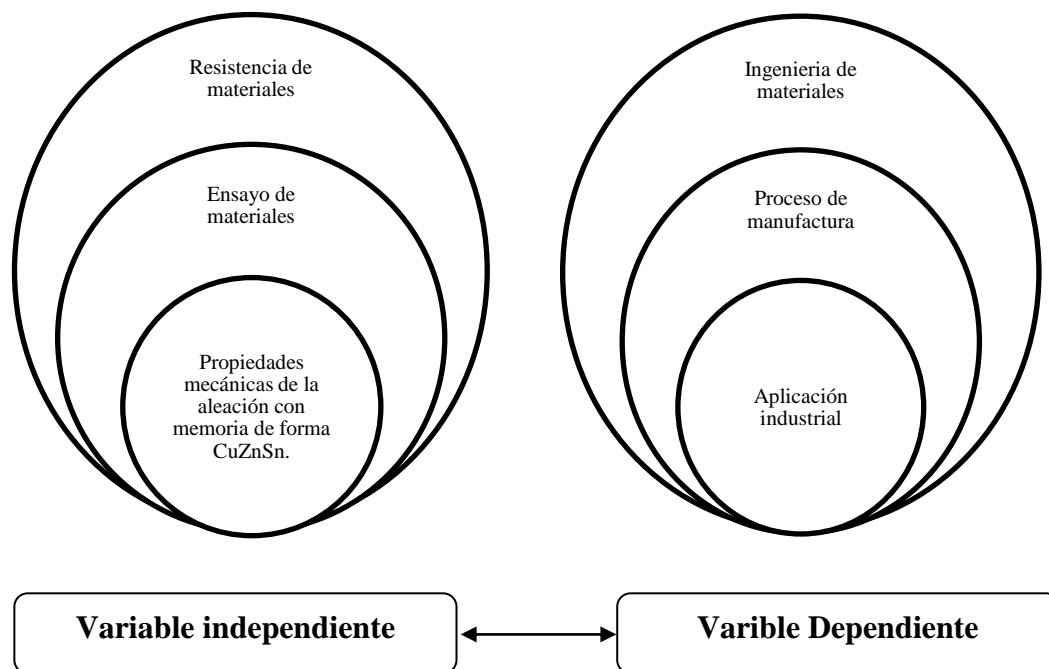 Resistencia de
materiales
Ensayo de
materiales
Propiedades
mecánicas de la
aleación con
memoria de forma
CuZnSn.
Ingenieria de
materiales
Proceso de
manufactura
Aplicación
industrial
Variable independiente
Varible Dependiente